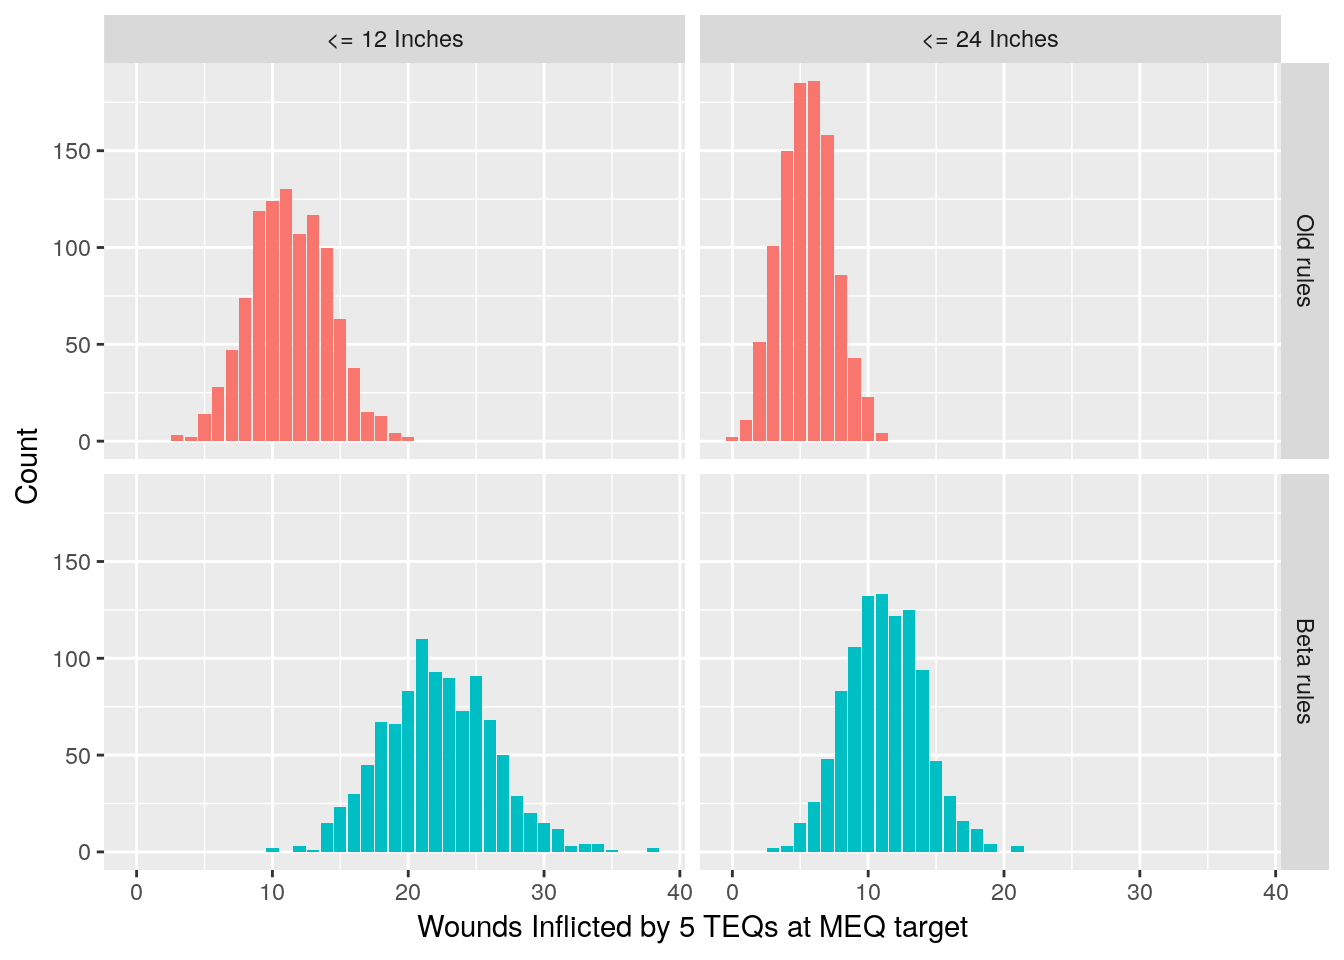 <= 12 Inches
<= 24 Inches
150
100
50
0
Old rules
Count
150
100
50
0
Beta rules
0 10 20 30 40
0 10 20 30 40
Wounds Inflicted by 5 TEQs at MEQ target